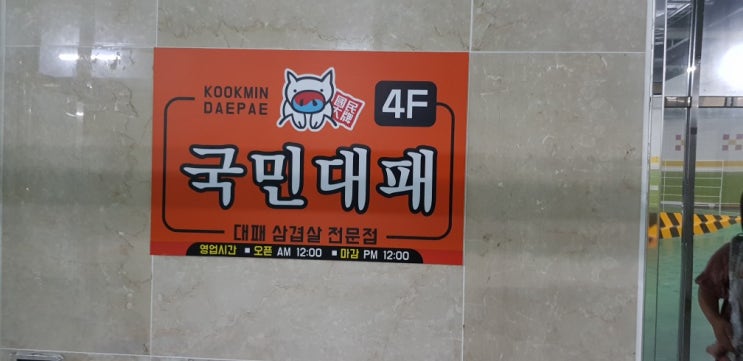 KOOKMIN
DAEPAE
國民
大牌
4F
국민대패
대패 삼겹살 전문점
영업시간 ■ 오픈 AM 12:00 ■ 마감 PM 12:00